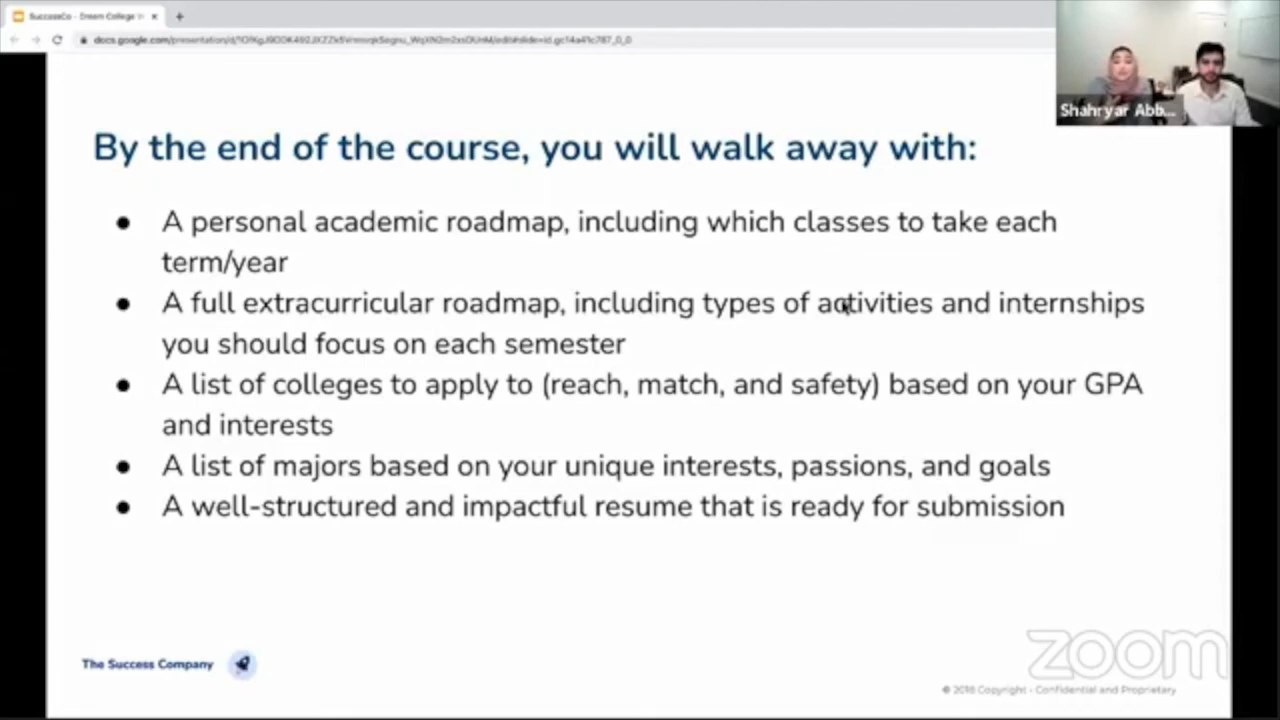 SuccessCo - Dream College
docs.google.com/presentation/d/
Shahryar Abb...
By the end of the course, you will walk away with:
● A personal academic roadmap, including which classes to take each
term/year
● A full extracurricular roadmap, including types of activities and internships
you should focus on each semester
● A list of colleges to apply to (reach, match, and safety) based on your GPA
and interests
● A list of majors based on your unique interests, passions, and goals
● A well-structured and impactful resume that is ready for submission
The Success Company
zoom
© 2018 Copyright - Confidential and Proprietary